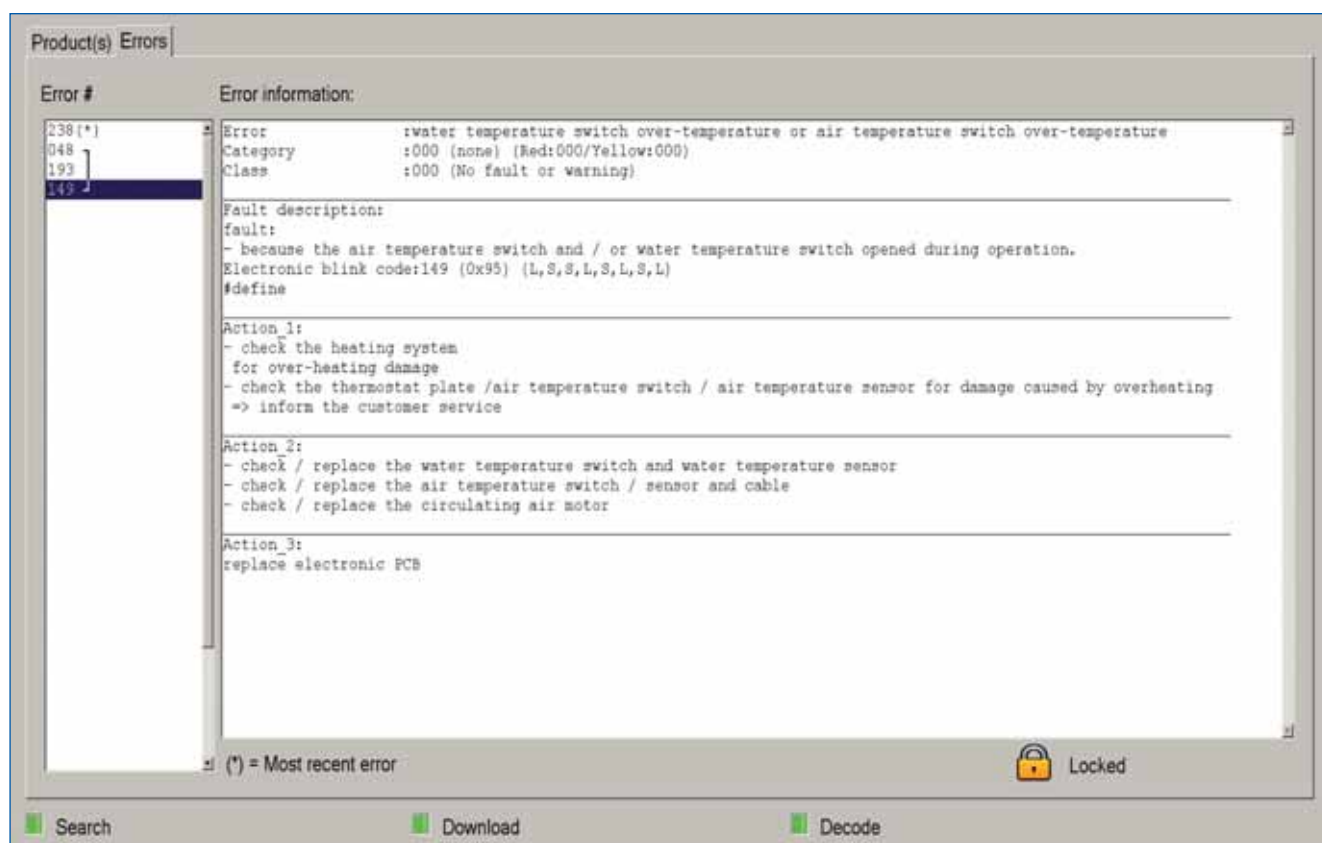 Product(s) Errors
Error # Error information:
238(*)
048
193
149
Error :water temperature switch over-temperature or air temperature switch over-temperature
Category :000 (none) (Red:000/Yellow:000)
Class :000 (No fault or warning)
Fault description:
fault:
- because the air temperature switch and / or water temperature switch opened during operation.
Electronic blink code:149 (0x95) (L,S,S,L,S,L,S,L)
#define
Action_1:
- check the heating system
for over-heating damage
- check the thermostat plate /air temperature switch / air temperature sensor for damage caused by overheating
=> inform the customer service
Action_2:
- check / replace the water temperature switch and water temperature sensor
- check / replace the air temperature switch / sensor and cable
- check / replace the circulating air motor
Action_3:
replace electronic PCB
(*) = Most recent error
Locked
Search Download Decode